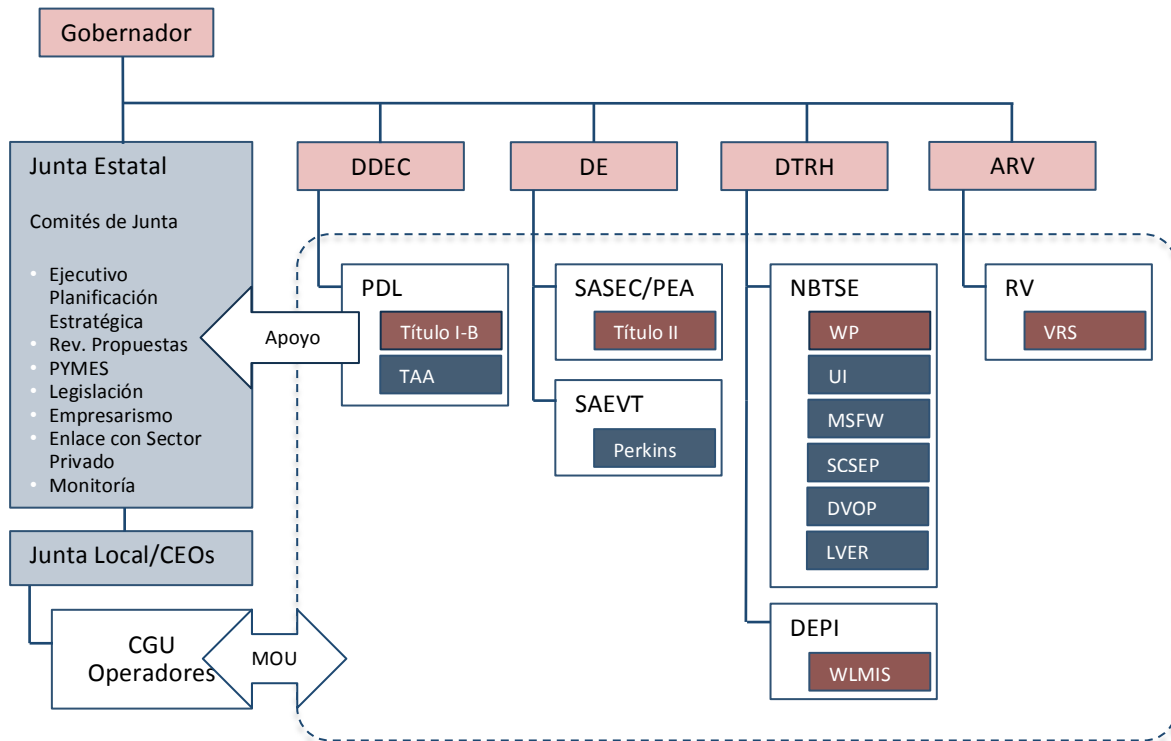 Gobernador
Junta Estatal
Comités de Junta
• Ejecutivo
Planificación
Estratégica
• Rev. Propuestas
• PYMES
• Legislación
• Empresarismo
• Enlace con Sector
Privado
• Monitoría
Junta Local/CEOs
CGU
Operadores
MOU
Apoyo
DDEC
PDL
Título I-B
TAA
DE
SASEC/PEA
Título II
SAEVT
Perkins
DTRH
NBTSE
WP
UI
MSFW
SCSEP
DVOP
LVER
DEPI
WLMIS
ARV
RV
VRS